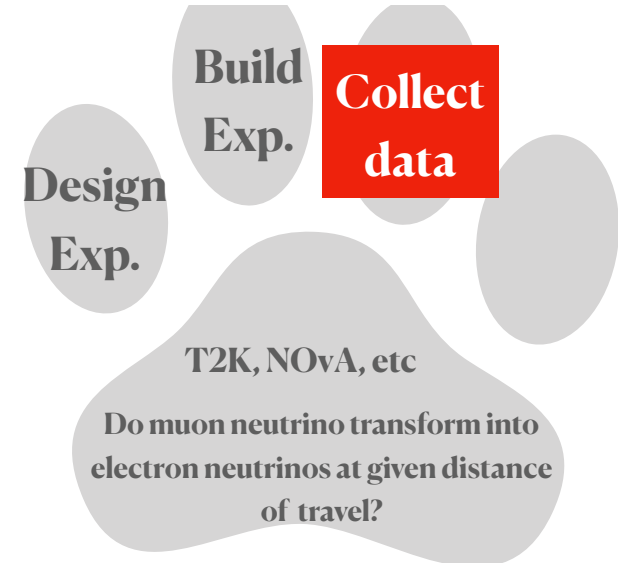 Build
Exp.
Collect
data
Design
Exp.
T2K, NOvA, etc
Do muon neutrino transform into
electron neutrinos at given distance
of travel?